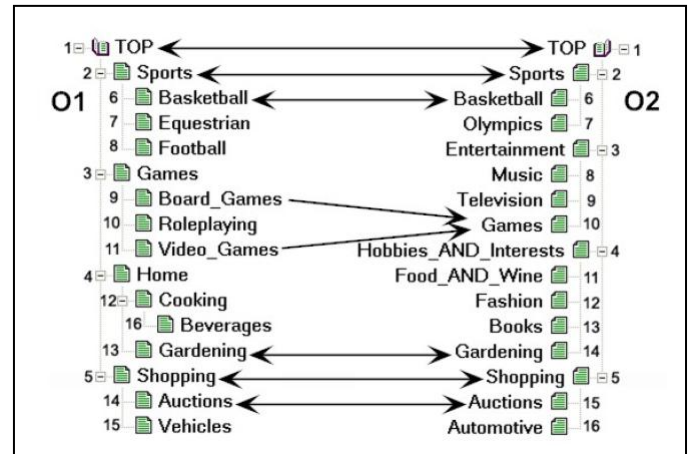 1 TOP TOP 1
2 Sports Sports 2
O1 6 Basketball Basketball 6 O2
7 Equestrian Olympics 7
8 Football Entertainment 3
3 Games Music 8
9 Board_Games Television 9
10 Roleplaying Games 10
11 Video_Games Hobbies_AND_Interests 4
4 Home Food_AND_Wine 11
12 Cooking Fashion 12
16 Beverages Books 13
13 Gardening Gardening 14
5 Shopping Shopping 5
14 Auctions Auctions 15
15 Vehicles Automotive 16